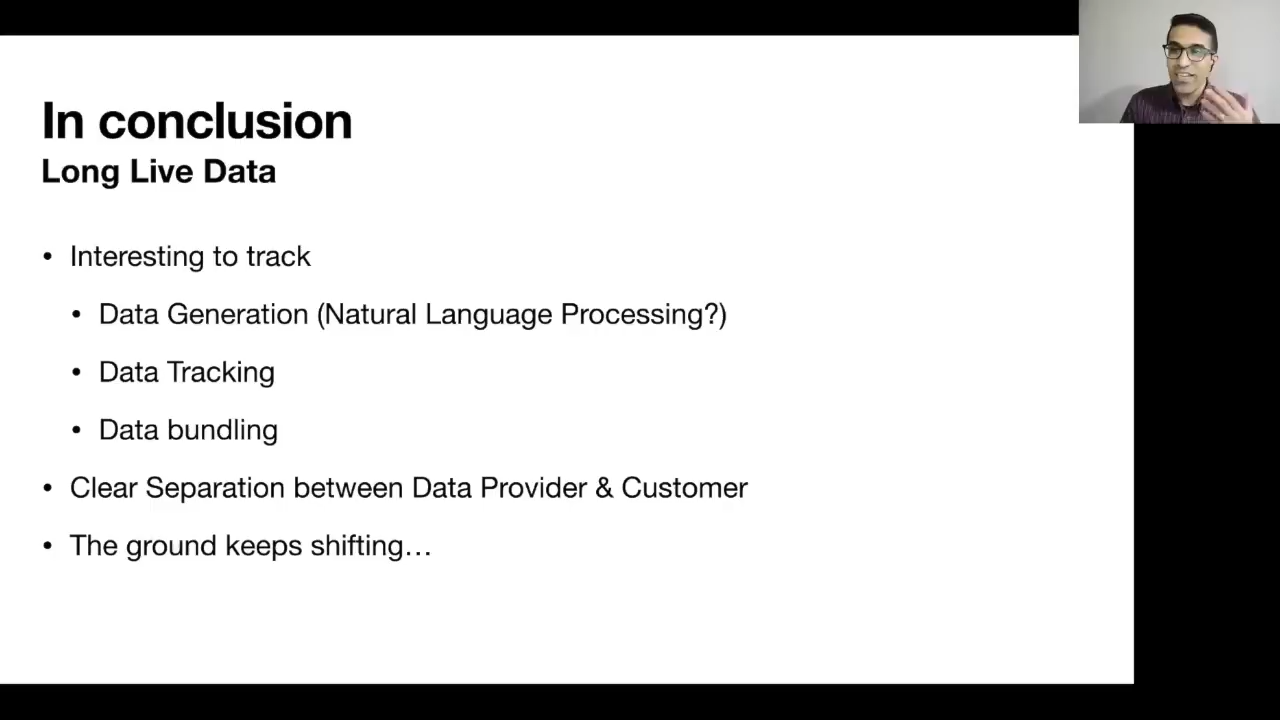 In conclusion
Long Live Data
• Interesting to track
• Data Generation (Natural Language Processing?)
• Data Tracking
• Data bundling
• Clear Separation between Data Provider & Customer
• The ground keeps shifting…